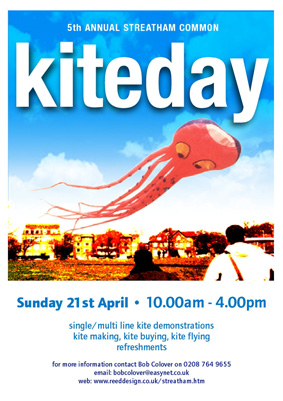 5th ANNUAL STREATHAM COMMON
kiteday
Sunday 21st April • 10.00am - 4.00pm
single/multi line kite demonstrations
kite making, kite buying, kite flying
refreshments
for more information contact Bob Colover on 0208 764 9655
email: bobcolover@easynet.co.uk
web: www.reeddesign.co.uk/streatham.htm